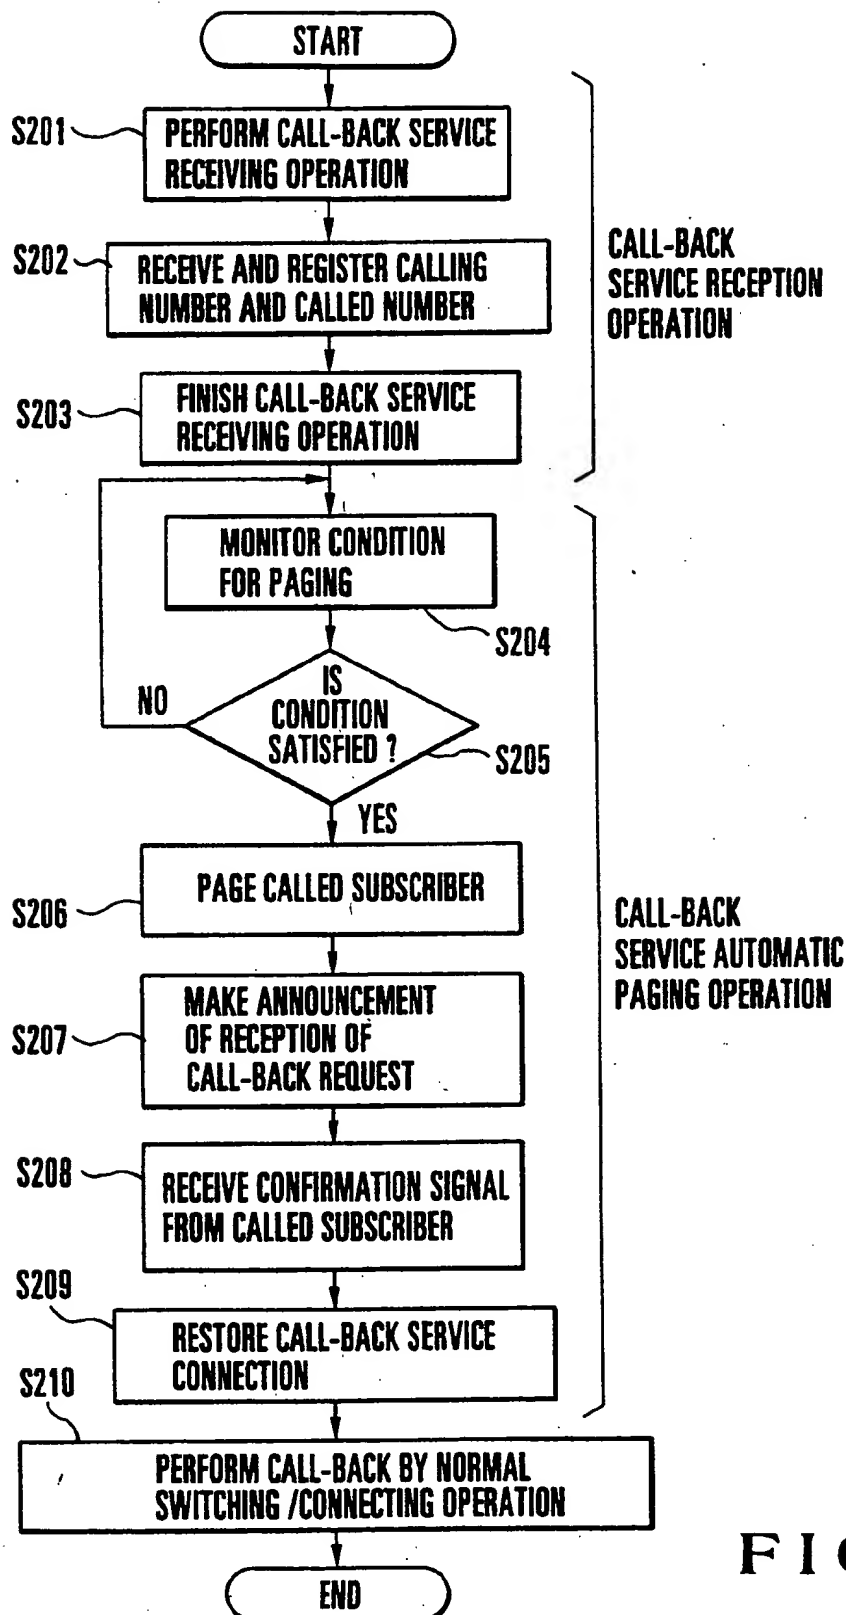 START
S201
PERFORM CALL-BACK SERVICE
RECEIVING OPERATION
S202
RECEIVE AND REGISTER CALLING
NUMBER AND CALLED NUMBER
CALL-BACK
SERVICE RECEPTION
OPERATION
S203
FINISH CALL-BACK SERVICE
RECEIVING OPERATION
MONITOR CONDITION
FOR PAGING
S204
NO
IS
CONDITION
SATISFIED ?
S205
YES
PAGE CALLED SUBSCRIBER
S206
CALL-BACK
SERVICE AUTOMATIC
PAGING OPERATION
MAKE ANNOUNCEMENT
OF RECEPTION OF
CALL-BACK REQUEST
S207
S208
RECEIVE CONFIRMATION SIGNAL
FROM CALLED SUBSCRIBER
S209
RESTORE CALL-BACK SERVICE
CONNECTION
S210
PERFORM CALL-BACK BY NORMAL
SWITCHING /CONNECTING OPERATION
END